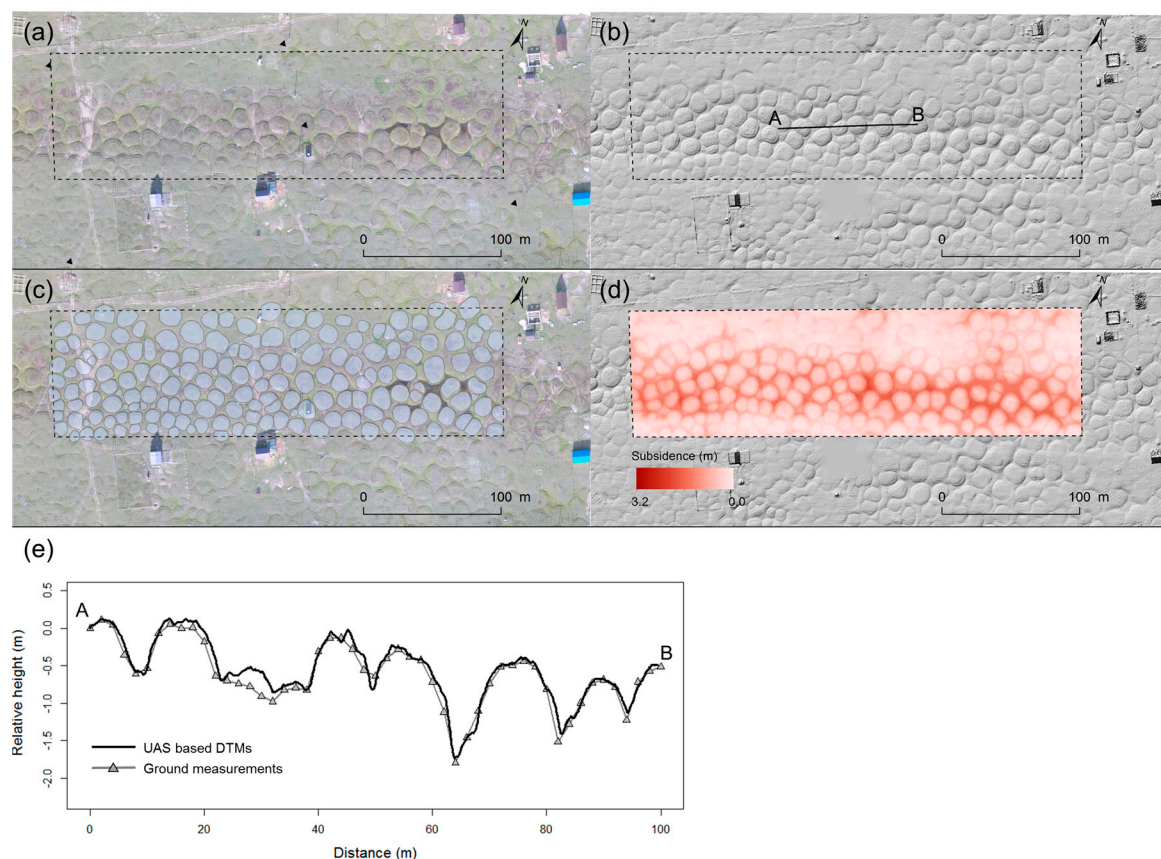 (a)
N
0 100 m
(b)
N
A B
0 100 m
(c)
N
0 100 m
(d)
N
Subsidence (m)
3.2 0.0
0 100 m
(e)
Relative height (m)
0.5
0.0
-0.5
-1.0
-1.5
-2.0
A
B
UAS based DTMs
Ground measurements
0 20 40 60 80 100
Distance (m)